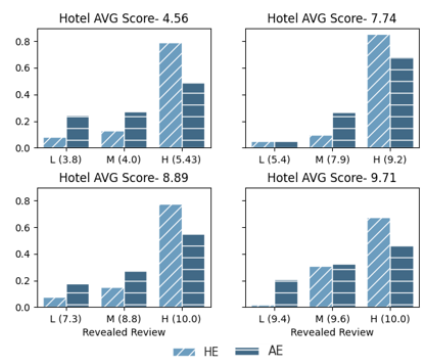 Hotel AVG Score- 4.56
Hotel AVG Score- 7.74
0.8
0.6
0.4
0.2
0.0
L (3.8) M (4.0) H (5.43)
L (5.4) M (7.9) H (9.2)
Hotel AVG Score- 8.89
Hotel AVG Score- 9.71
0.8
0.6
0.4
0.2
0.0
L (7.3) M (8.8) H (10.0)
L (9.4) M (9.6) H (10.0)
Revealed Review
Revealed Review
HE AE